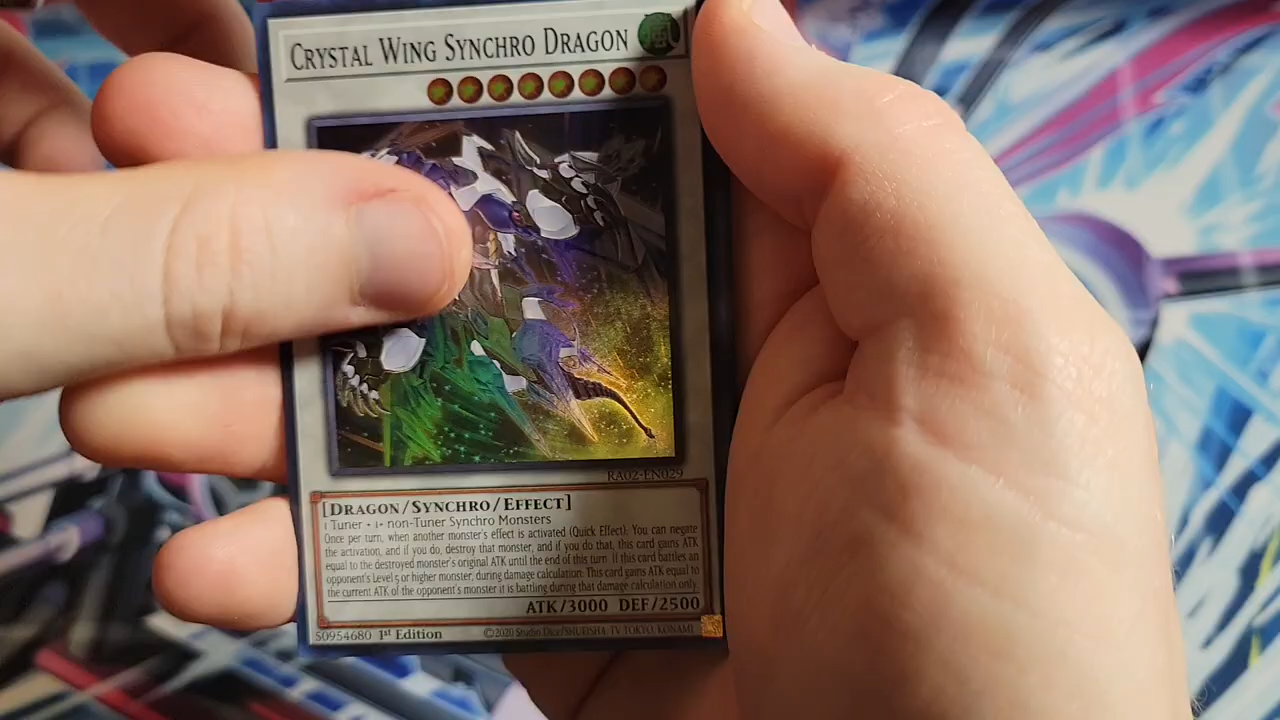 CRYSTAL WING SYNCHRO DRAGON 風
RA02-EN029
[DRAGON/SYNCHRO/EFFECT]
1 Tuner + 1+ non-Tuner Synchro Monsters
Once per turn, when another monster's effect is activated (Quick Effect): You can negate
the activation, and if you do, destroy that monster, and if you do that, this card gains ATK
equal to the destroyed monster's original ATK until the end of this turn. If this card battles an
opponent's Level 5 or higher monster, during damage calculation: This card gains ATK equal to
the current ATK of the opponent's monster it is battling during that damage calculation only.
ATK/3000 DEF/2500
50954680 1st Edition ©2020 Studio Dice/SHUEISHA, TV TOKYO, KONAMI